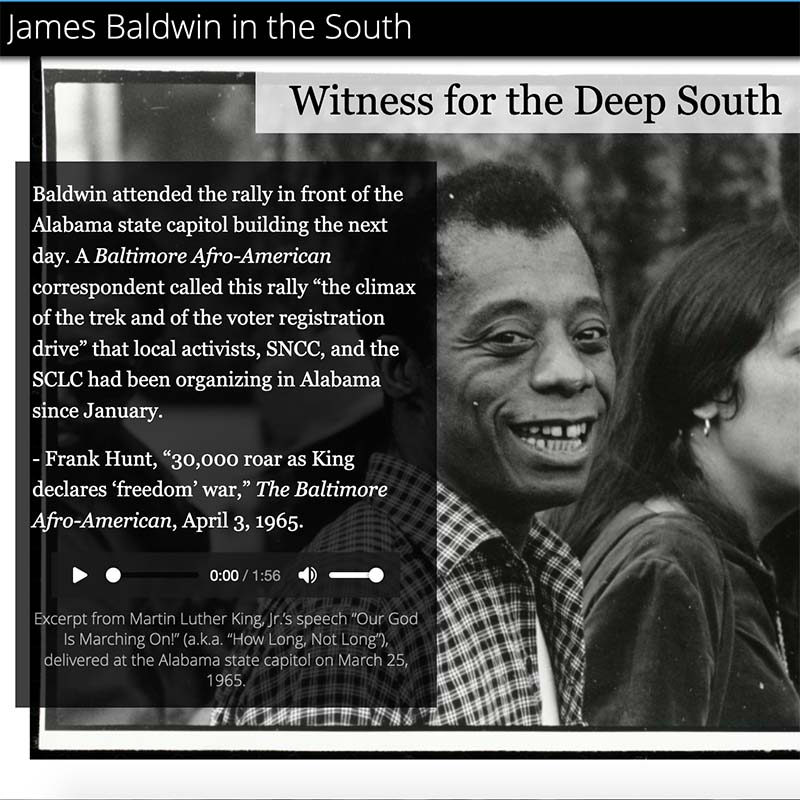 James Baldwin in the South
Witness for the Deep South
Baldwin attended the rally in front of the
Alabama state capitol building the next
day. A Baltimore Afro-American
correspondent called this rally “the climax
of the trek and of the voter registration
drive” that local activists, SNCC, and the
SCLC had been organizing in Alabama
since January.
- Frank Hunt, “30,000 roar as King
declares ‘freedom’ war,” The Baltimore
Afro-American, April 3, 1965.
0:00 / 1:56
Excerpt from Martin Luther King, Jr.’s speech “Our God
Is Marching On!” (a.k.a. “How Long, Not Long”),
delivered at the Alabama state capitol on March 25,
1965.